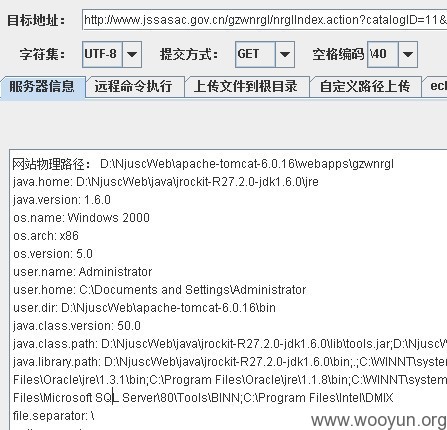 目标地址: http://www.jssasac.gov.cn/gzwnrgl/nrglIndex.action?catalogID=11&
字符集: UTF-8 提交方式: GET 空格编码 \40
服务器信息 远程命令执行 上传文件到根目录 自定义路径上传 ecl
网站物理路径: D:\NjuscWeb\apache-tomcat-6.0.16\webapps\gzwnrgl
java.home: D:\NjuscWeb\java\jrockit-R27.2.0-jdk1.6.0\jre
java.version: 1.6.0
os.name: Windows 2000
os.arch: x86
os.version: 5.0
user.name: Administrator
user.home: C:\Documents and Settings\Administrator
user.dir: D:\NjuscWeb\apache-tomcat-6.0.16\bin
java.class.version: 50.0
java.class.path: D:\NjuscWeb\java\jrockit-R27.2.0-jdk1.6.0\lib\tools.jar;D:\NjuscW
java.library.path: D:\NjuscWeb\java\jrockit-R27.2.0-jdk1.6.0\bin;.;C:\WINNT\system
Files\Oracle\jre\1.3.1\bin;C:\Program Files\Oracle\jre\1.1.8\bin;C:\WINNT\system
Files\Microsoft SQL Server\80\Tools\BINN;C:\Program Files\Intel\DMIX
file.separator: \
www.wooyun.org